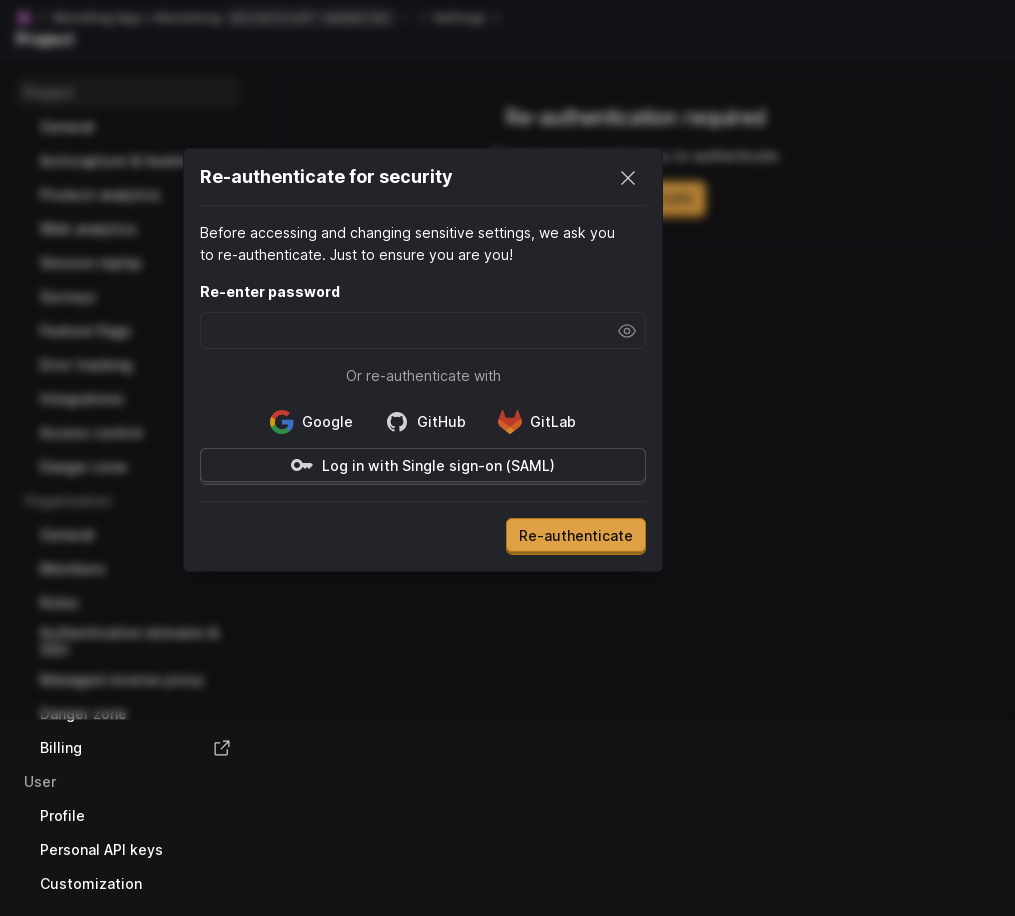 Settings
Project
Project
General
Re-authentication required
Product analytics
Web analytics
Session replay
Surveys
Feature flags
Error tracking
Integrations
Access control
Danger zone
Organization
General
Members
Roles
Authentication domains &
SSO
Managed reverse proxy
Danger zone
Billing
User
Profile
Personal API keys
Customization
Re-authenticate for security
Before accessing and changing sensitive settings, we ask you
to re-authenticate. Just to ensure you are you!
Re-enter password
Or re-authenticate with
Google GitHub GitLab
Log in with Single sign-on (SAML)
Re-authenticate